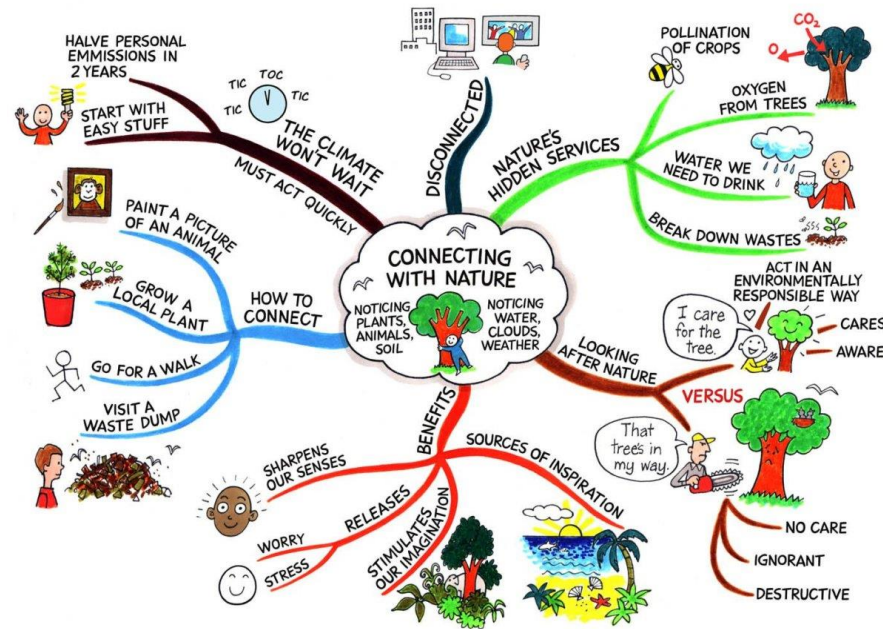 CONNECTING
WITH NATURE
NOTICING
PLANTS,
ANIMALS,
SOIL
NOTICING
WATER,
CLOUDS,
WEATHER
DISCONNECTED
NATURE'S
HIDDEN SERVICES
POLLINATION
OF CROPS
CO₂
O
OXYGEN
FROM TREES
WATER WE
NEED TO DRINK
BREAK DOWN WASTES
LOOKING
AFTER NATURE
ACT IN AN
ENVIRONMENTALLY
RESPONSIBLE WAY
I care
for the
tree.
CARES
AWARE
VERSUS
That
tree's in
my way.
NO CARE
IGNORANT
DESTRUCTIVE
BENEFITS
SOURCES OF INSPIRATION
STIMULATES
OUR IMAGINATION
RELEASES
WORRY
STRESS
SHARPENS
OUR SENSES
HOW TO
CONNECT
VISIT A
WASTE DUMP
GO FOR A WALK
GROW A
LOCAL PLANT
PAINT A PICTURE
OF AN ANIMAL
THE CLIMATE
WON'T WAIT
MUST ACT QUICKLY
TIC
TIC
TOC
TIC
START WITH
EASY STUFF
HALVE PERSONAL
EMMISSIONS IN
2 YEARS